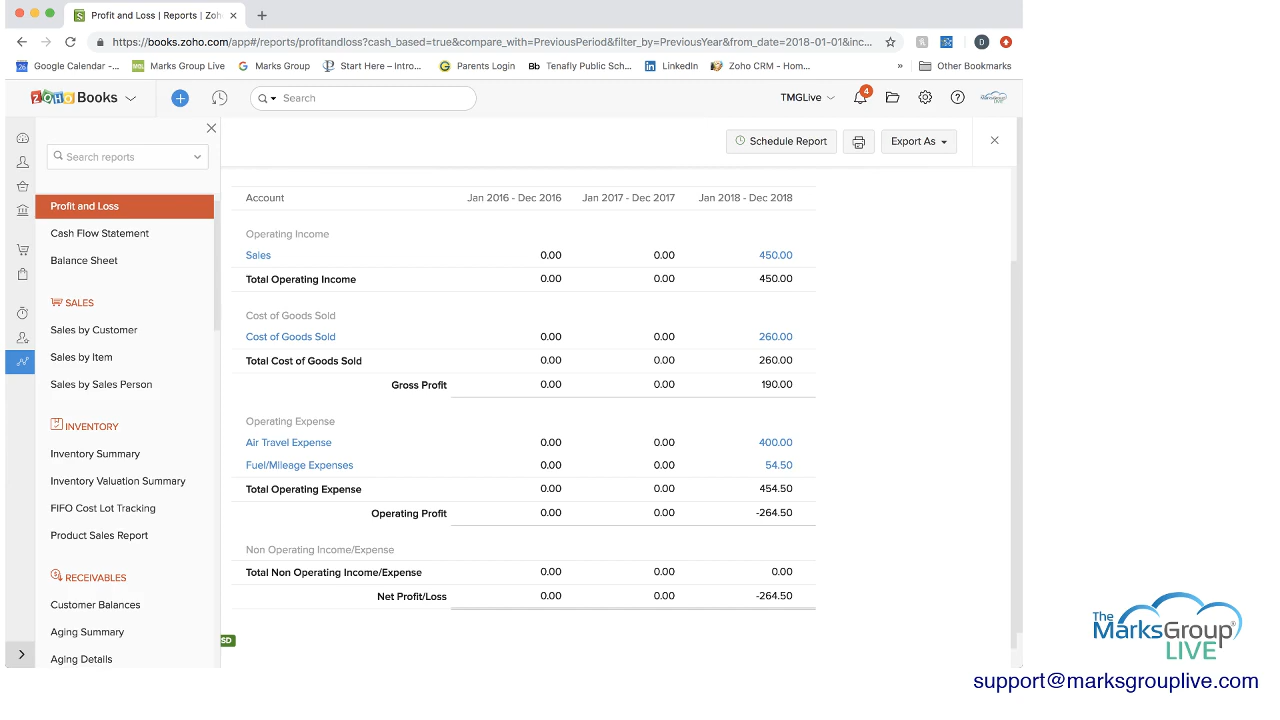 Profit and Loss | Reports | Zoh
https://books.zoho.com/app#/reports/profitandloss?cash_based=true&compare_with=PreviousPeriod&filter_by=PreviousYear&from_date=2018-01-01&inc...
Google Calendar -... Marks Group Live Marks Group Start Here – Intro... Parents Login Bb Tenafly Public Sch... LinkedIn Zoho CRM - Hom... » Other Bookmarks
ZOHO Books Search TMGLive 4
Schedule Report Export As
Search reports
Profit and Loss
Cash Flow Statement
Balance Sheet
SALES
Sales by Customer
Sales by Item
Sales by Sales Person
INVENTORY
Inventory Summary
Inventory Valuation Summary
FIFO Cost Lot Tracking
Product Sales Report
RECEIVABLES
Customer Balances
Aging Summary
Aging Details
Account Jan 2016 - Dec 2016 Jan 2017 - Dec 2017 Jan 2018 - Dec 2018
Operating Income
Sales 0.00 0.00 450.00
Total Operating Income 0.00 0.00 450.00
Cost of Goods Sold
Cost of Goods Sold 0.00 0.00 260.00
Total Cost of Goods Sold 0.00 0.00 260.00
Gross Profit 0.00 0.00 190.00
Operating Expense
Air Travel Expense 0.00 0.00 400.00
Fuel/Mileage Expenses 0.00 0.00 54.50
Total Operating Expense 0.00 0.00 454.50
Operating Profit 0.00 0.00 -264.50
Non Operating Income/Expense
Total Non Operating Income/Expense 0.00 0.00 0.00
Net Profit/Loss 0.00 0.00 -264.50
SD
The
MarksGroup®
LIVE
support@marksgrouplive.com